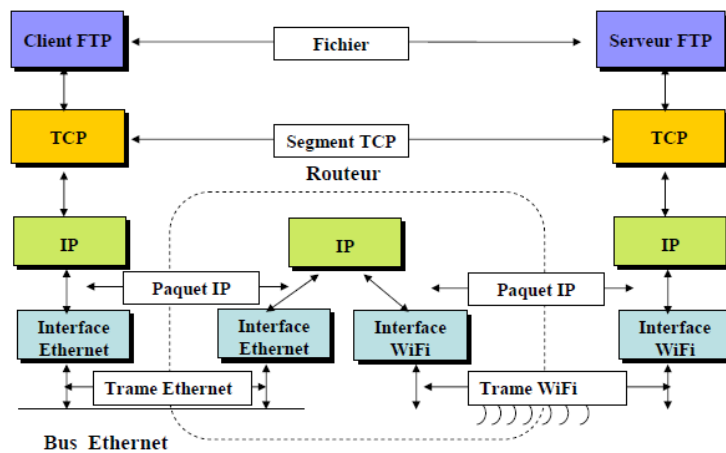 Client FTP
Fichier
Serveur FTP
TCP
Segment TCP
TCP
Routeur
IP
IP
IP
Paquet IP
Paquet IP
Interface
Ethernet
Interface
Ethernet
Interface
WiFi
Interface
WiFi
Trame Ethernet
Trame WiFi
Bus Ethernet